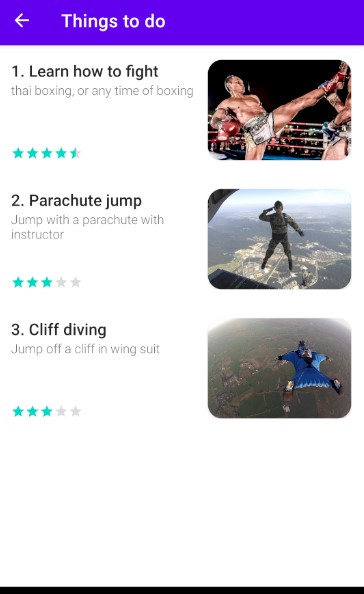 Things to do
1. Learn how to fight
thai boxing, or any time of boxing
2. Parachute jump
Jump with a parachute with
instructor
3. Cliff diving
Jump off a cliff in wing suit